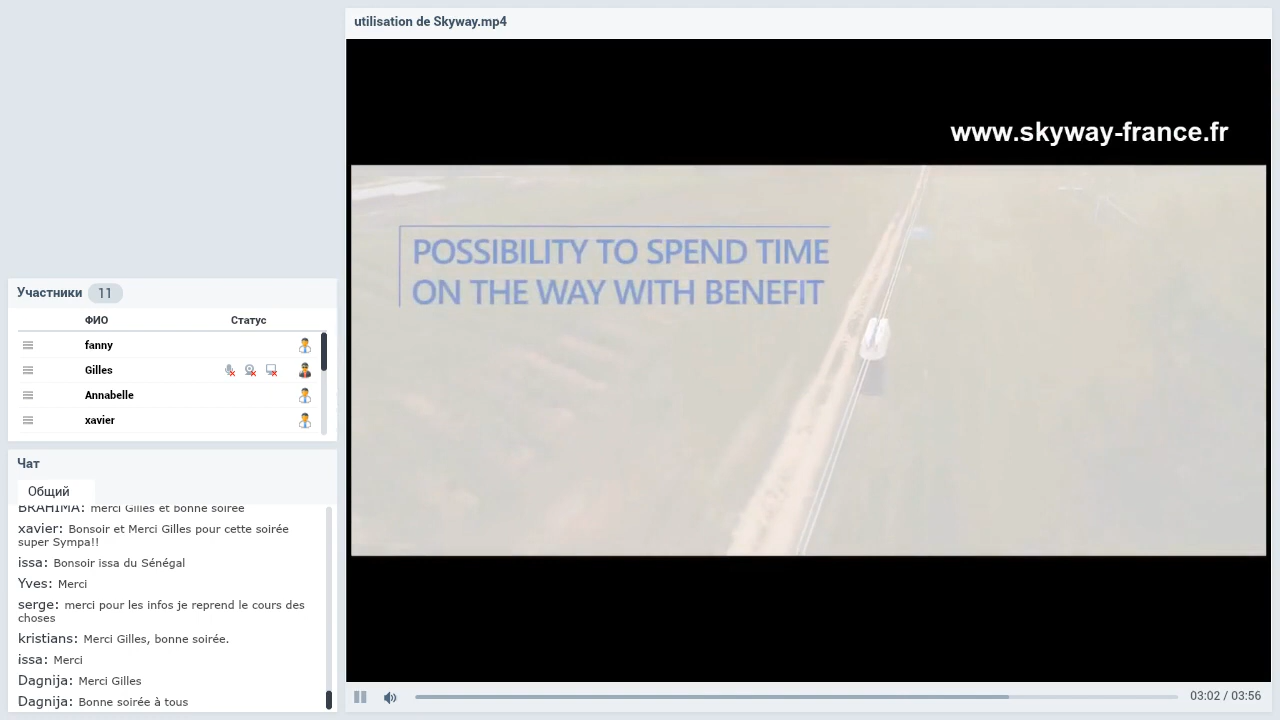 utilisation de Skyway.mp4
www.skyway-france.fr
POSSIBILITY TO SPEND TIME
ON THE WAY WITH BENEFIT
Участники 11
ФИО Статус
fanny
Gilles
Annabelle
xavier
Чат
Общий
BRAHIMA: merci Gilles et bonne soirée
xavier: Bonsoir et Merci Gilles pour cette soirée
super Sympa!!
issa: Bonsoir issa du Sénégal
Yves: Merci
serge: merci pour les infos je reprend le cours des
choses
kristians: Merci Gilles, bonne soirée.
issa: Merci
Dagnija: Merci Gilles
Dagnija: Bonne soirée à tous
03:02 / 03:56